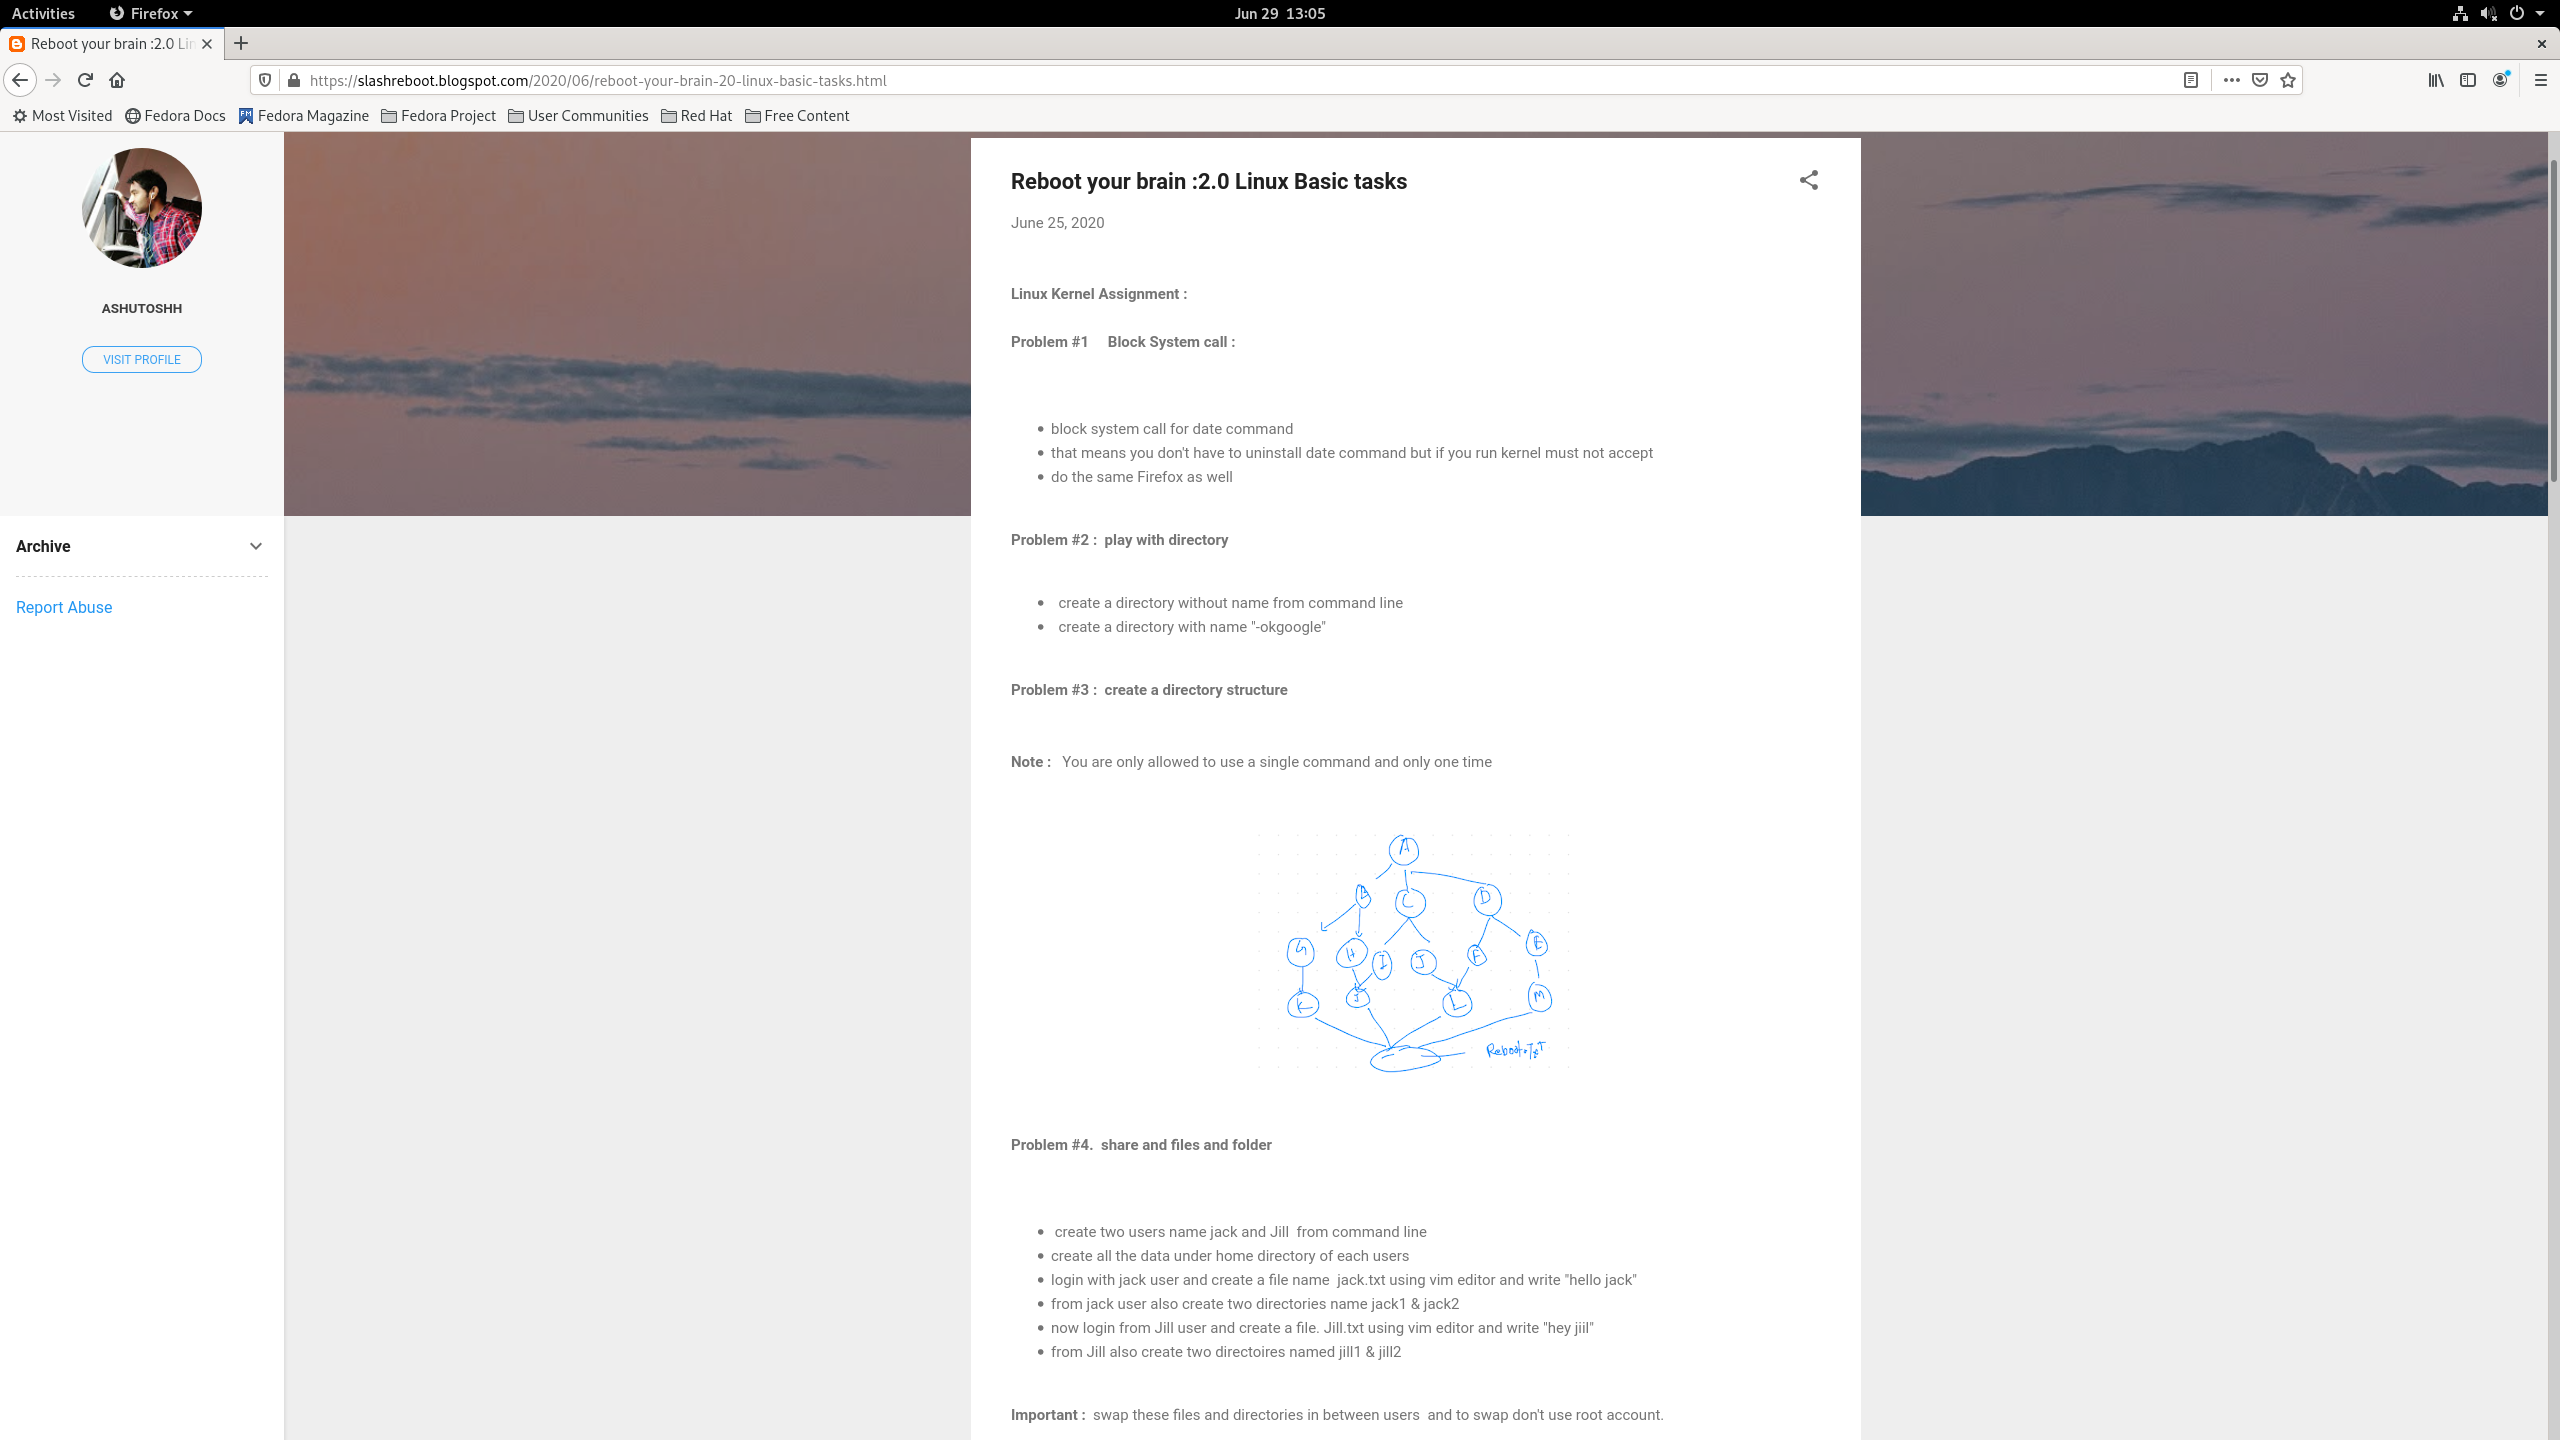 Activities Firefox Jun 29 13:05
Reboot your brain :2.0 Lin
https://slashreboot.blogspot.com/2020/06/reboot-your-brain-20-linux-basic-tasks.html
Most Visited Fedora Docs Fedora Magazine Fedora Project User Communities Red Hat Free Content
ASHUTOSHH
VISIT PROFILE
Archive
Report Abuse
Reboot your brain :2.0 Linux Basic tasks
June 25, 2020
Linux Kernel Assignment :
Problem #1 Block System call :
block system call for date command
that means you don't have to uninstall date command but if you run kernel must not accept
do the same Firefox as well
Problem #2 : play with directory
create a directory without name from command line
create a directory with name "-okgoogle"
Problem #3 : create a directory structure
Note : You are only allowed to use a single command and only one time
A
B C D
G H I J F E
K J L M
Reboot.TxT
Problem #4. share and files and folder
create two users name jack and Jill from command line
create all the data under home directory of each users
login with jack user and create a file name jack.txt using vim editor and write "hello jack"
from jack user also create two directories name jack1 & jack2
now login from Jill user and create a file. Jill.txt using vim editor and write "hey jiil"
from Jill also create two directoires named jill1 & jill2
Important : swap these files and directories in between users and to swap don't use root account.